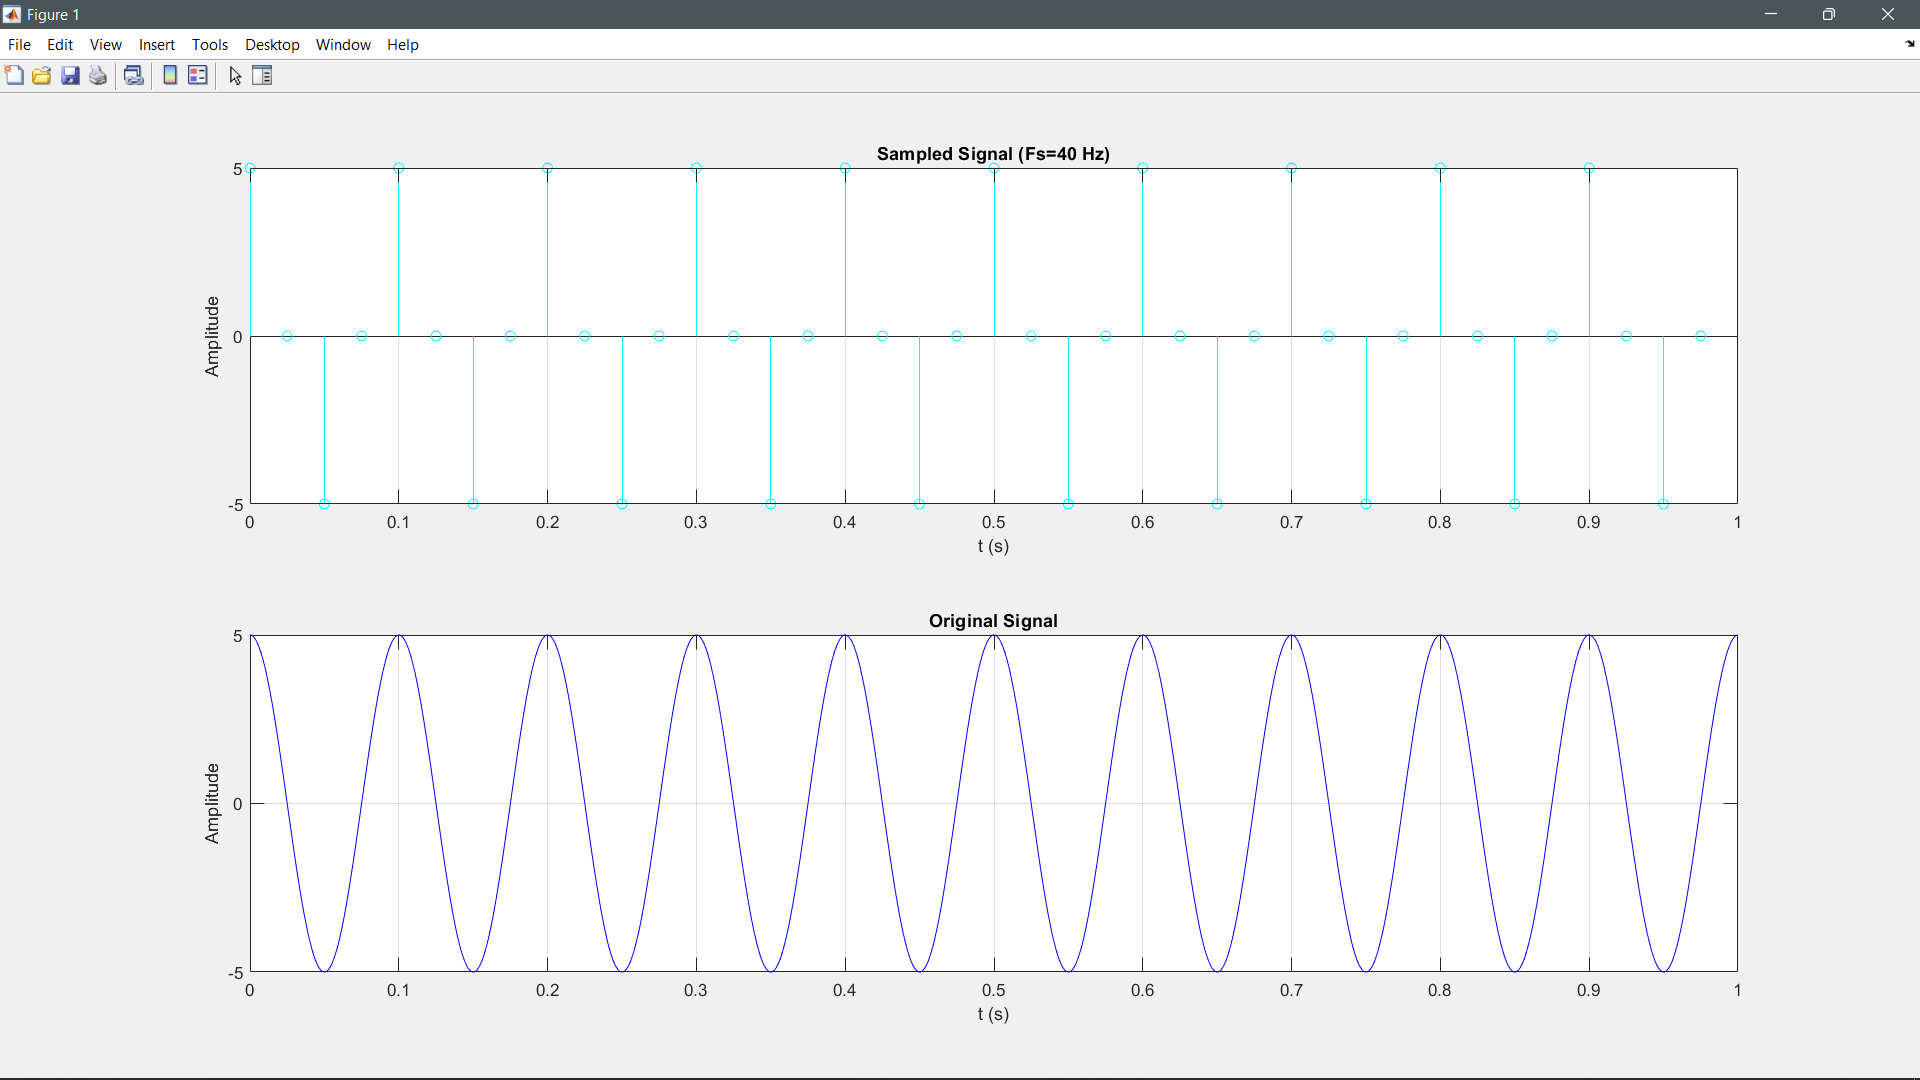 Figure 1
File Edit View Insert Tools Desktop Window Help
Sampled Signal (Fs=40 Hz)
5
0
-5
Amplitude
0 0.1 0.2 0.3 0.4 0.5 0.6 0.7 0.8 0.9 1
t (s)
Original Signal
5
0
-5
Amplitude
0 0.1 0.2 0.3 0.4 0.5 0.6 0.7 0.8 0.9 1
t (s)